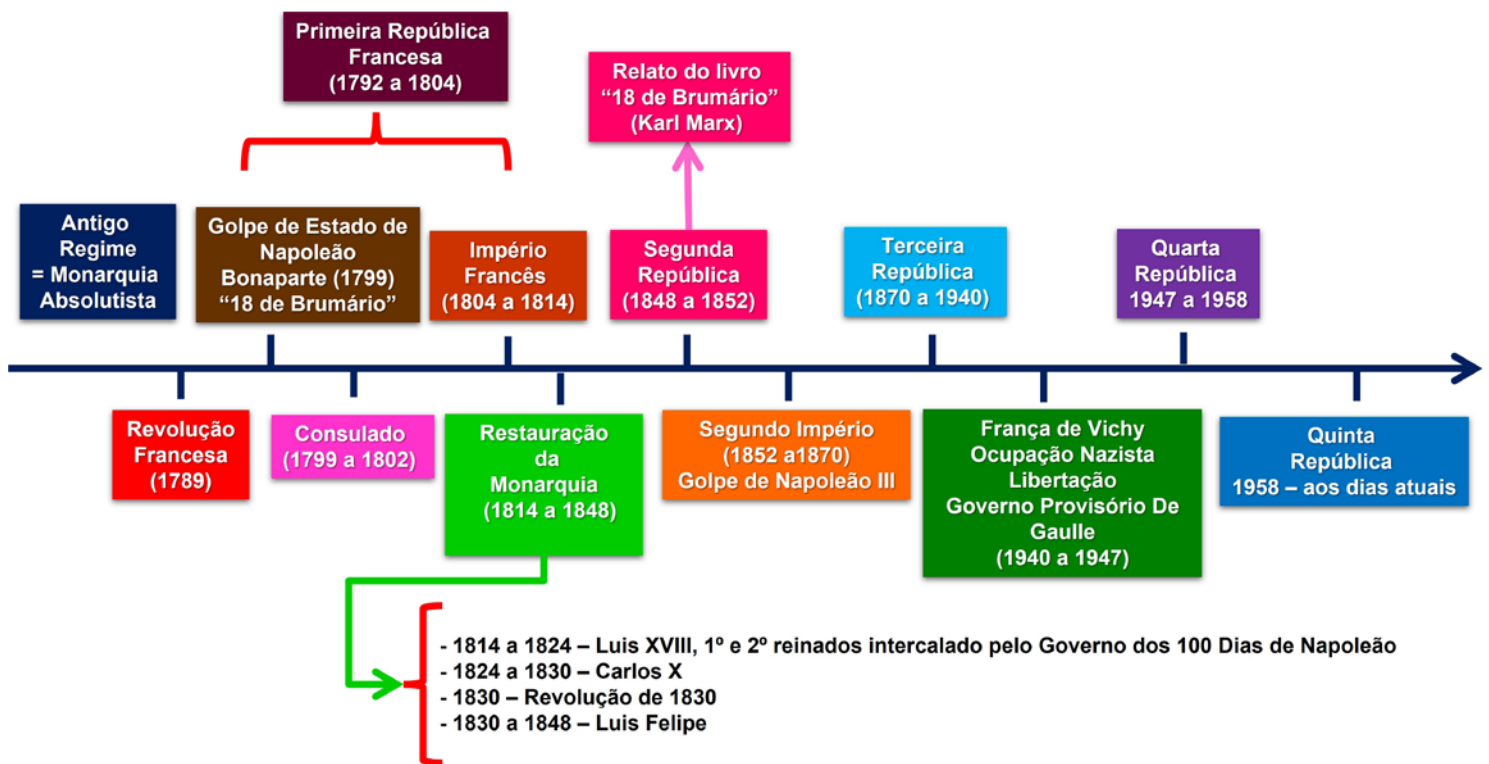 Primeira República
Francesa
(1792 a 1804)
Relato do livro
“18 de Brumário”
(Karl Marx)
Antigo
Regime
= Monarquia
Absolutista
Golpe de Estado de
Napoleão
Bonaparte (1799)
“18 de Brumário”
Império
Francês
(1804 a 1814)
Segunda
República
(1848 a 1852)
Terceira
República
(1870 a 1940)
Quarta
República
1947 a 1958
Revolução
Francesa
(1789)
Consulado
(1799 a 1802)
Restauração
da
Monarquia
(1814 a 1848)
Segundo Império
(1852 a1870)
Golpe de Napoleão III
França de Vichy
Ocupação Nazista
Libertação
Governo Provisório De
Gaulle
(1940 a 1947)
Quinta
República
1958 – aos dias atuais
- 1814 a 1824 – Luis XVIII, 1º e 2º reinados intercalado pelo Governo dos 100 Dias de Napoleão
- 1824 a 1830 – Carlos X
- 1830 – Revolução de 1830
- 1830 a 1848 – Luis Felipe